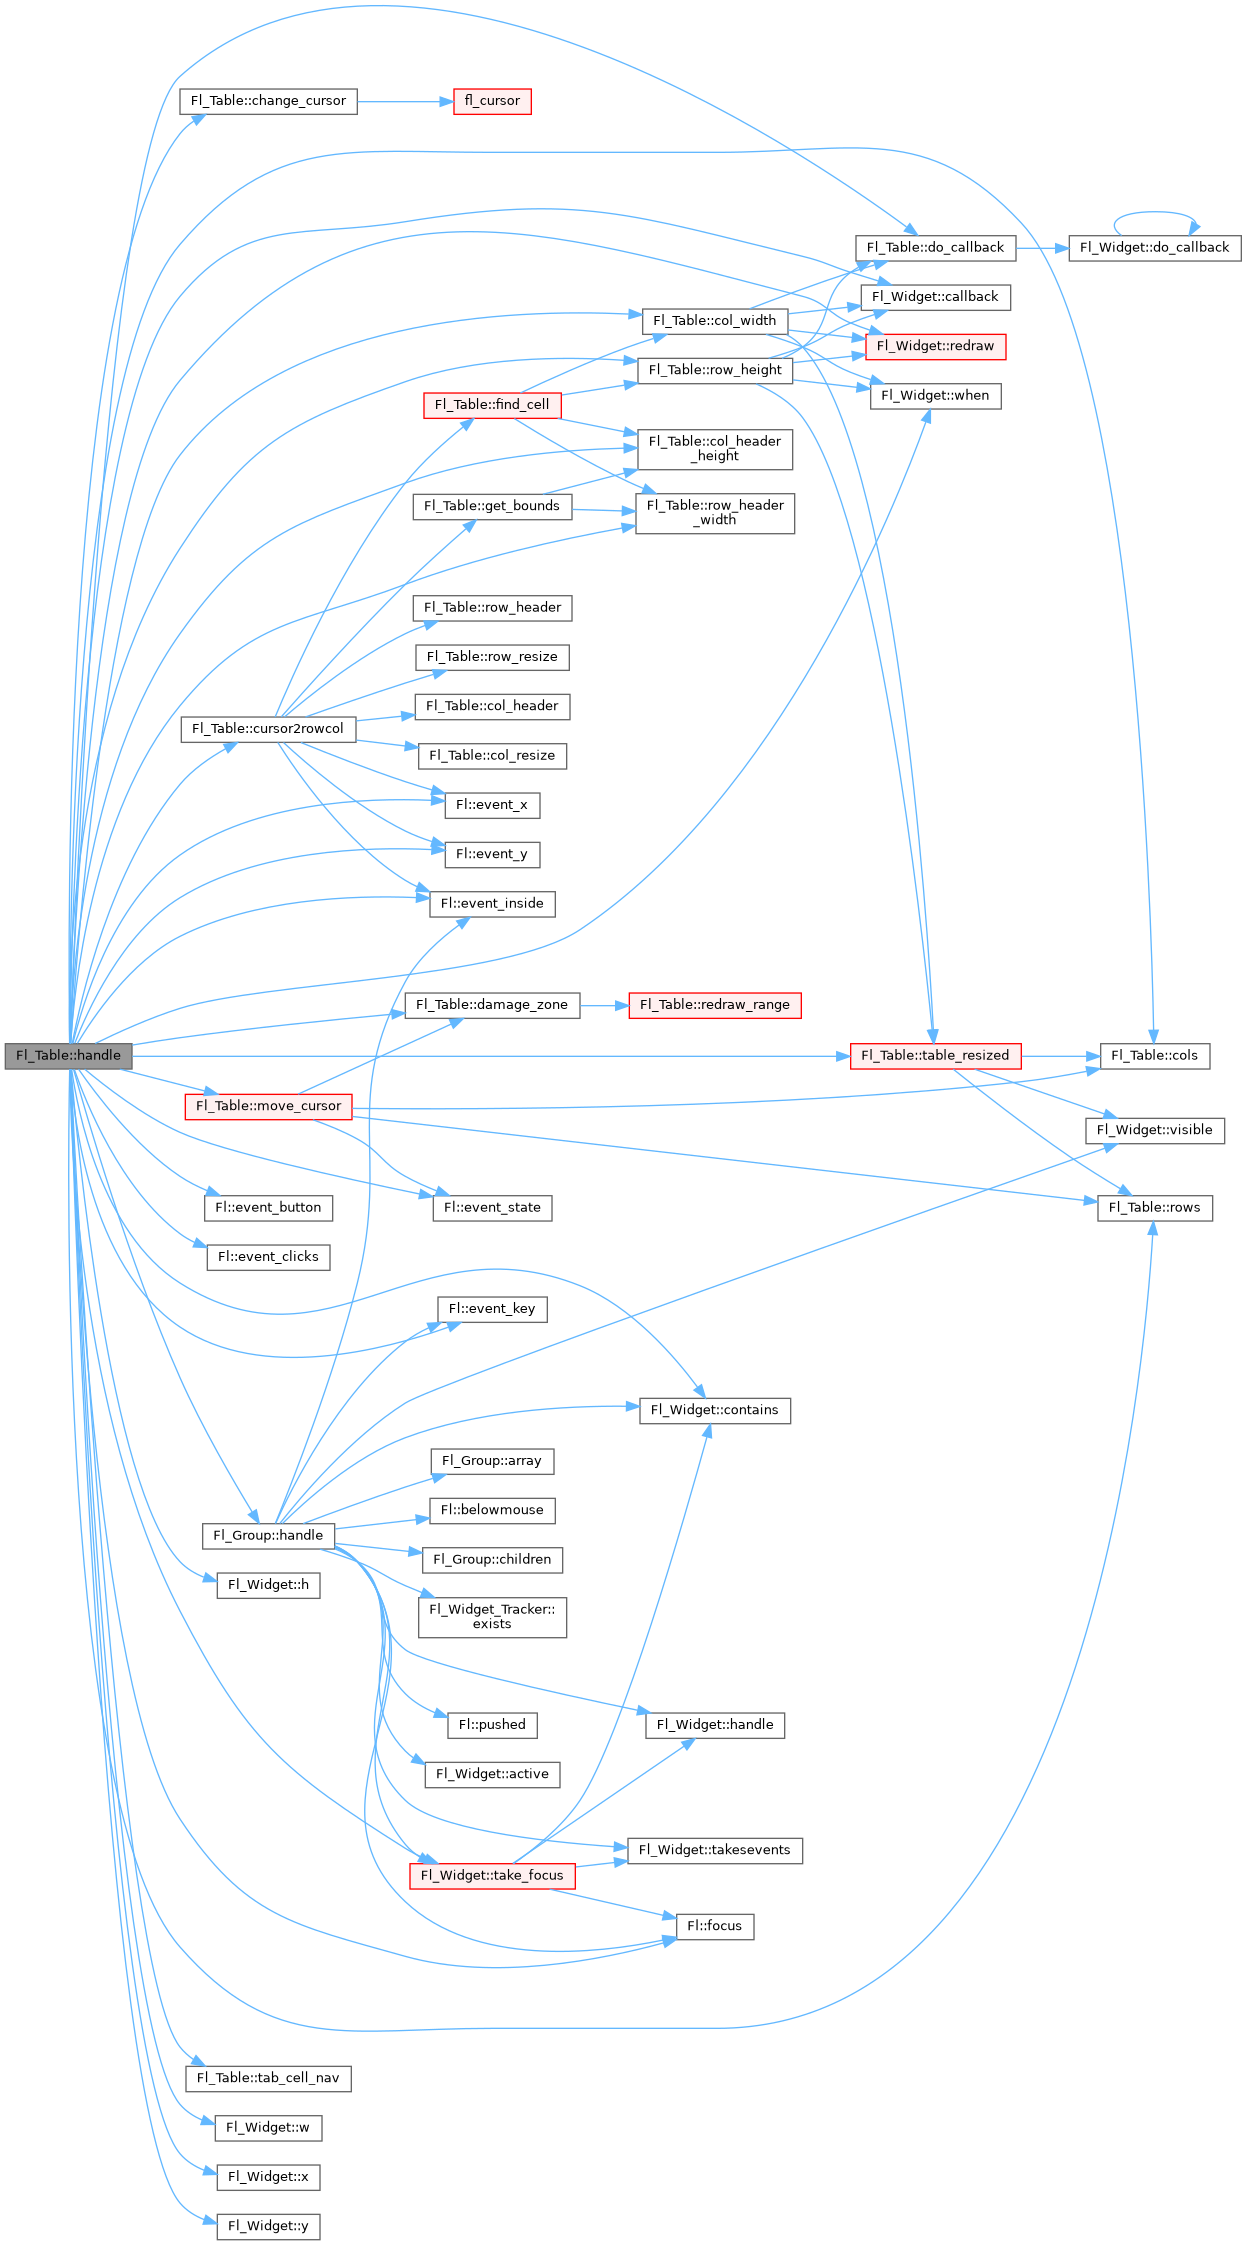 Fl_Table::change_cursor
fl_cursor
Fl_Table::do_callback
Fl_Widget::do_callback
Fl_Widget::callback
Fl_Table::col_width
Fl_Widget::redraw
Fl_Table::row_height
Fl_Widget::when
Fl_Table::find_cell
Fl_Table::col_header
_height
Fl_Table::get_bounds
Fl_Table::row_header
_width
Fl_Table::row_header
Fl_Table::row_resize
Fl_Table::col_header
Fl_Table::cursor2rowcol
Fl_Table::col_resize
Fl::event_x
Fl::event_y
Fl::event_inside
Fl_Table::damage_zone
Fl_Table::redraw_range
Fl_Table::handle
Fl_Table::table_resized
Fl_Table::cols
Fl_Table::move_cursor
Fl_Widget::visible
Fl::event_button
Fl::event_state
Fl_Table::rows
Fl::event_clicks
Fl::event_key
Fl_Widget::contains
Fl_Group::array
Fl::belowmouse
Fl_Group::handle
Fl_Group::children
Fl_Widget::h
Fl_Widget_Tracker::
exists
Fl::pushed
Fl_Widget::handle
Fl_Widget::active
Fl_Widget::takesevents
Fl_Widget::take_focus
Fl::focus
Fl_Table::tab_cell_nav
Fl_Widget::w
Fl_Widget::x
Fl_Widget::y